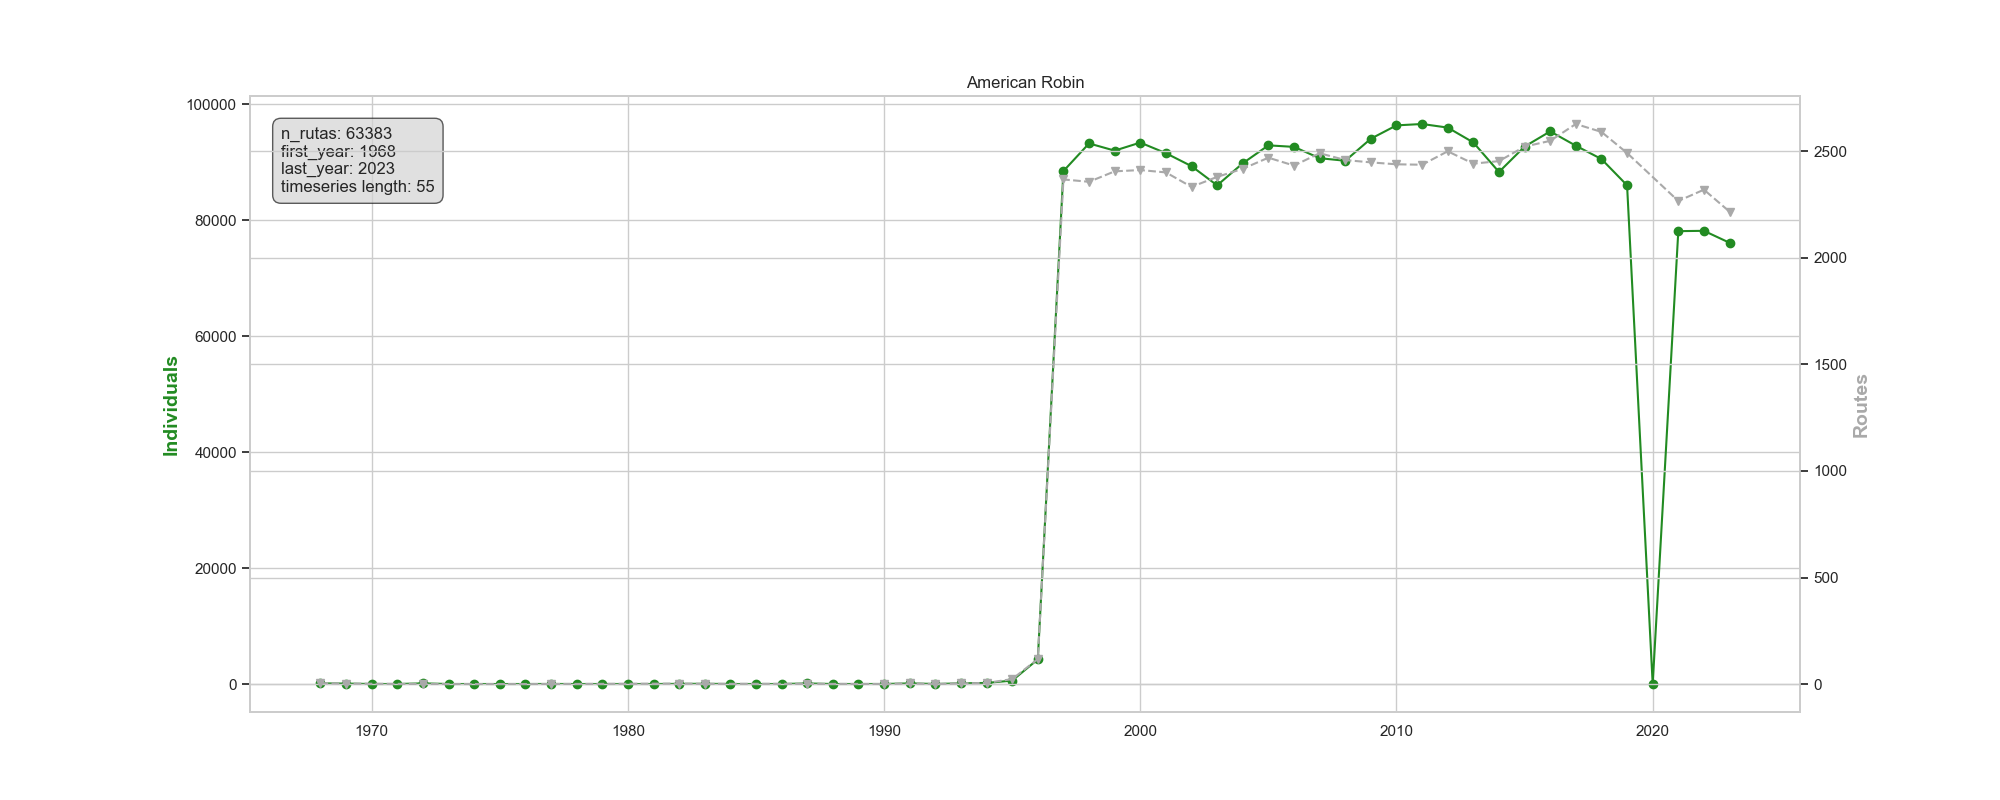 American Robin
n_rutas: 63383
first_year: 1968
last_year: 2023
timeseries length: 55
100000
80000
60000
40000
20000
0
Individuals
2500
2000
1500
1000
500
0
Routes
1970
1980
1990
2000
2010
2020